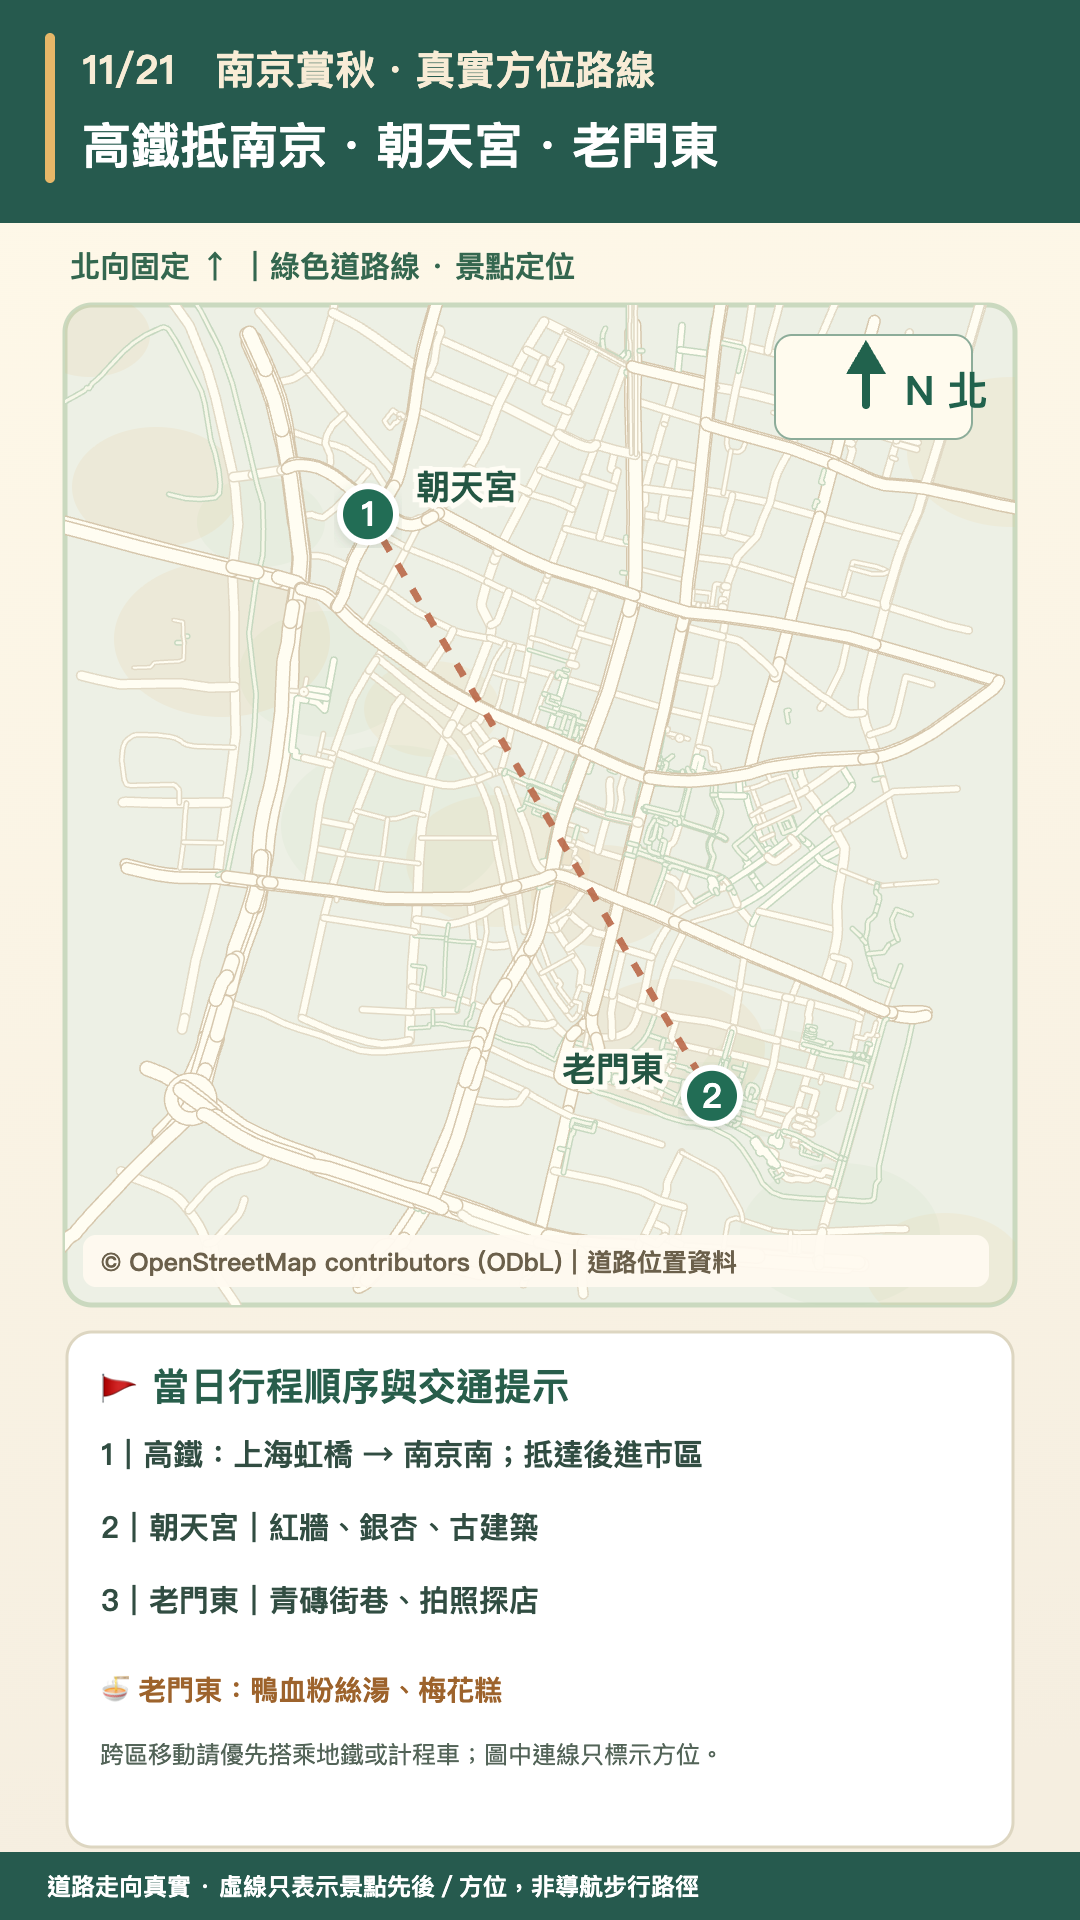 11/21 南京賞秋·真實方位路線
高鐵抵南京·朝天宮·老門東
北向固定 ↑ |綠色道路線·景點定位
N 北
朝天宮
1
老門東
2
© OpenStreetMap contributors (ODbL) | 道路位置資料
🚩 當日行程順序與交通提示
1 | 高鐵：上海虹橋 → 南京南；抵達後進市區
2 | 朝天宮 | 紅牆、銀杏、古建築
3 | 老門東 | 青磚街巷、拍照探店
🍜 老門東：鴨血粉絲湯、梅花糕
跨區移動請優先搭乘地鐵或計程車；圖中連線只標示方位。
道路走向真實 · 虛線只表示景點先後 / 方位，非導航步行路徑